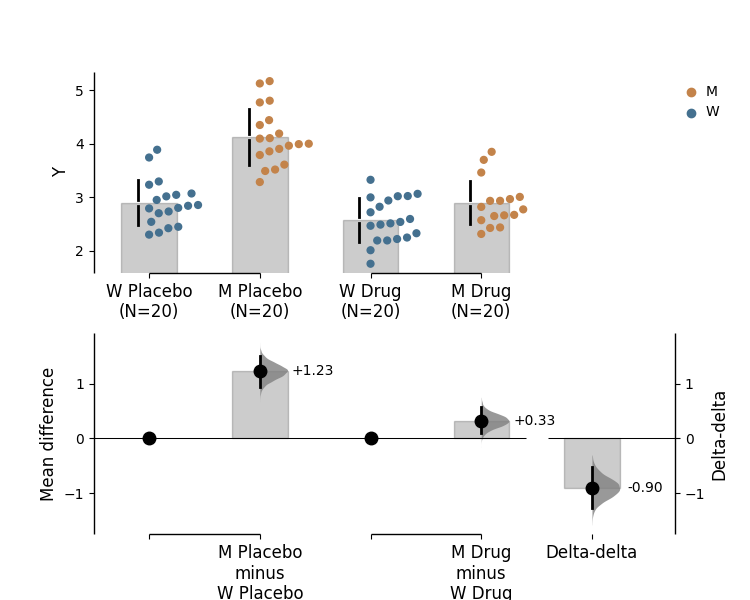 5
4
3
2
Y
M
W
W Placebo
(N=20)
M Placebo
(N=20)
W Drug
(N=20)
M Drug
(N=20)
1
0
−1
Mean difference
+1.23
+0.33
-0.90
1
0
−1
Delta-delta
M Placebo
minus
W Placebo
M Drug
minus
W Drug
Delta-delta